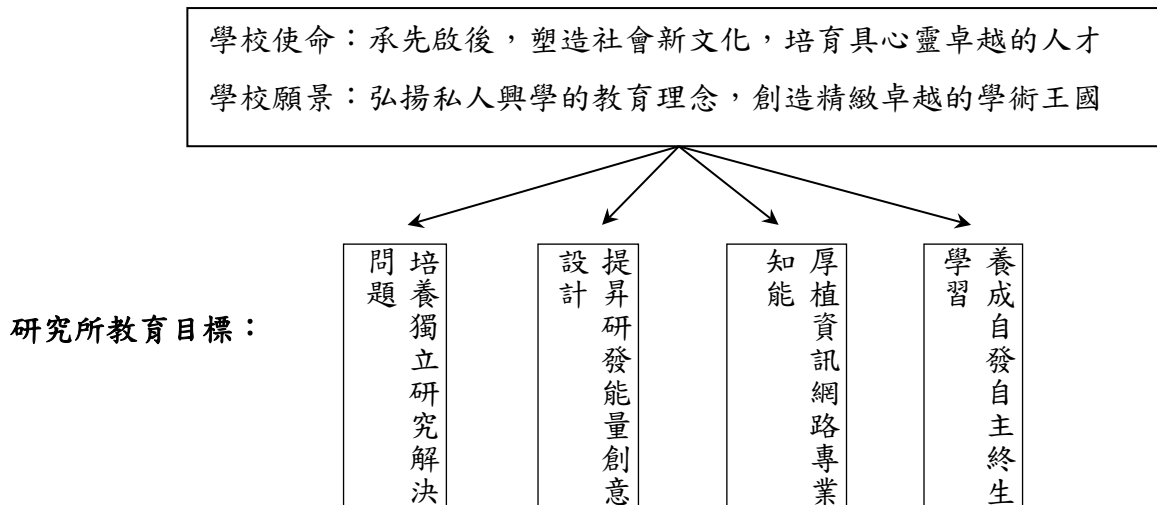 學校使命：承先啟後，塑造社會新文化，培育具心靈卓越的人才
學校願景：弘揚私人興學的教育理念，創造精緻卓越的學術王國
研究所教育目標：
培養獨立研究解決
問題
提昇研發能量創意
設計
厚植資訊網路專業
知能
養成自發自主終生
學習